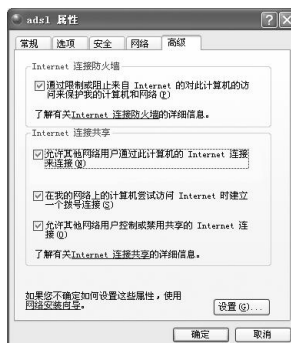 adsl 属性
常规 选项 安全 网络 高级
Internet 连接防火墙
通过限制或阻止来自 Internet 的对此计算机的访
问来保护我的计算机和网络(P)
了解有关Internet 连接防火墙的详细信息。
Internet 连接共享
允许其他网络用户通过此计算机的 Internet 连接
来连接(N)
在我的网络上的计算机尝试访问 Internet 时建立
一个拨号连接(S)
允许其他网络用户控制或禁用共享的 Internet 连
接(O)
了解有关Internet 连接共享的详细信息。
如果您不确定如何设置这些属性，使用
网络安装向导。
设置(G)...
确定 取消